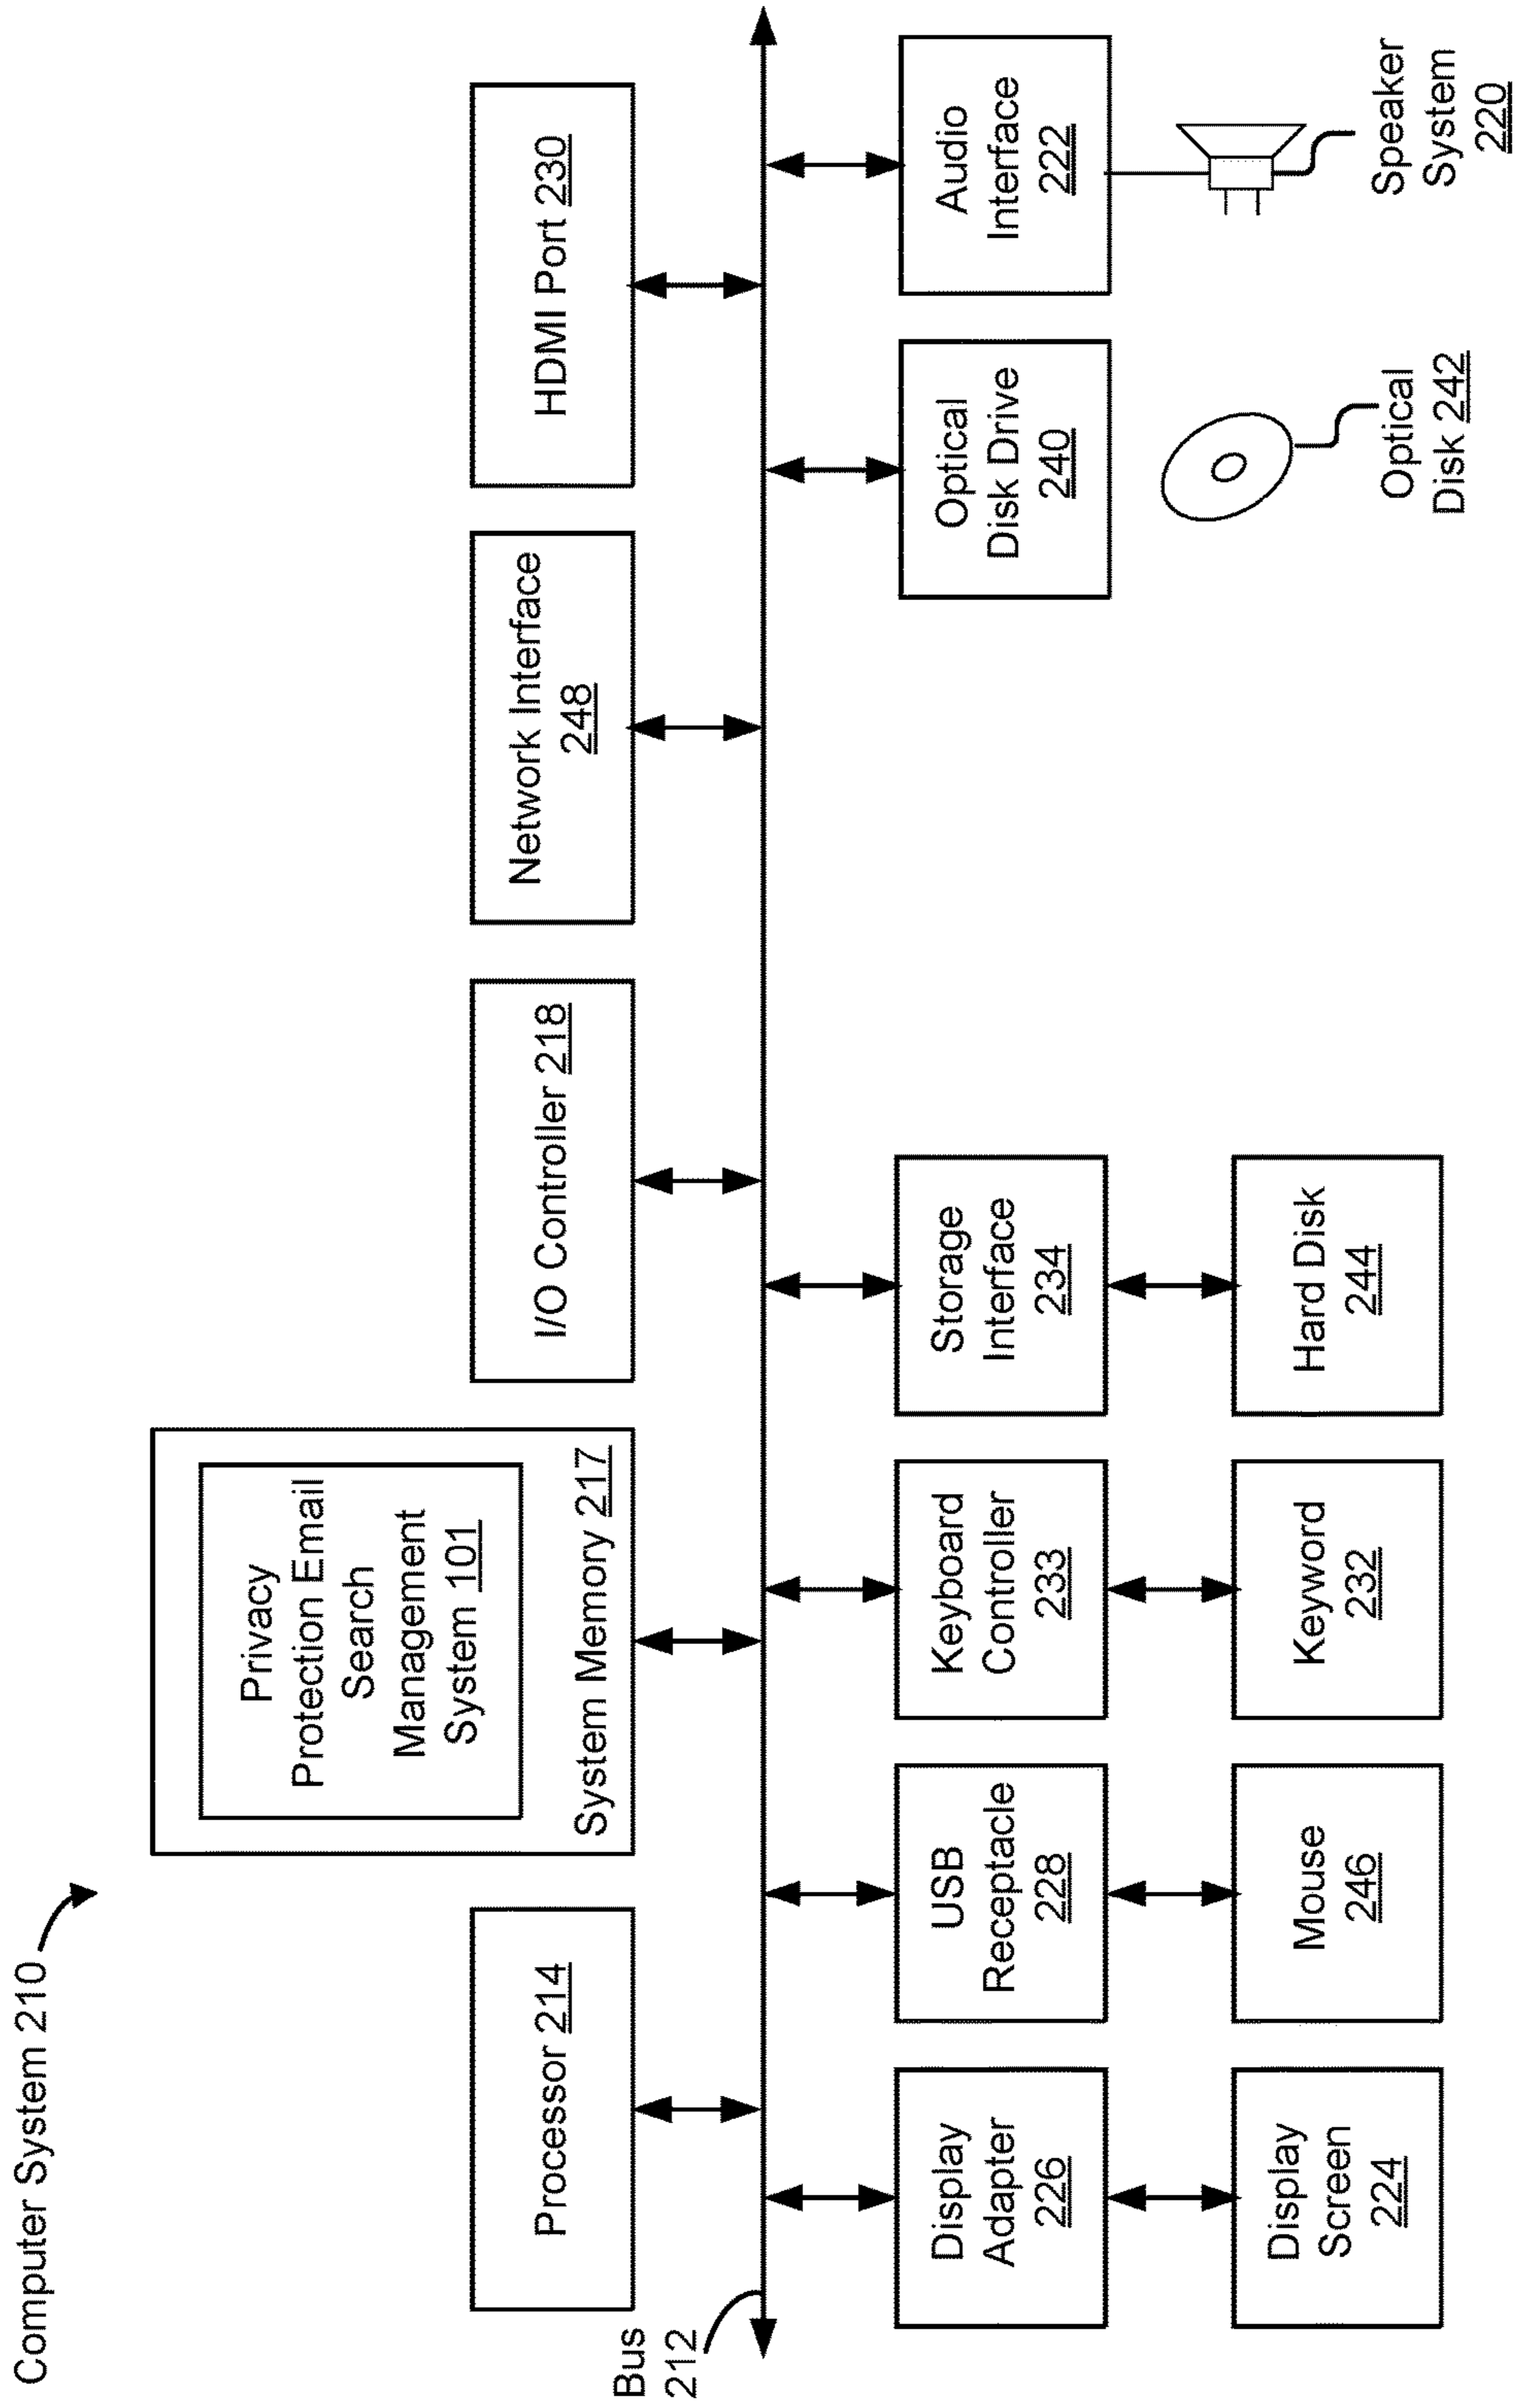 Computer System 210
Privacy
Protection Email
Search
Management
System 101
System Memory 217
Processor 214
I/O Controller 218
Network Interface
248
HDMI Port 230
Bus
212
Display
Adapter
226
USB
Receptacle
228
Keyboard
Controller
233
Storage
Interface
234
Optical
Disk Drive
240
Audio
Interface
222
Display
Screen
224
Mouse
246
Keyword
232
Hard Disk
244
Optical
Disk 242
Speaker
System
220